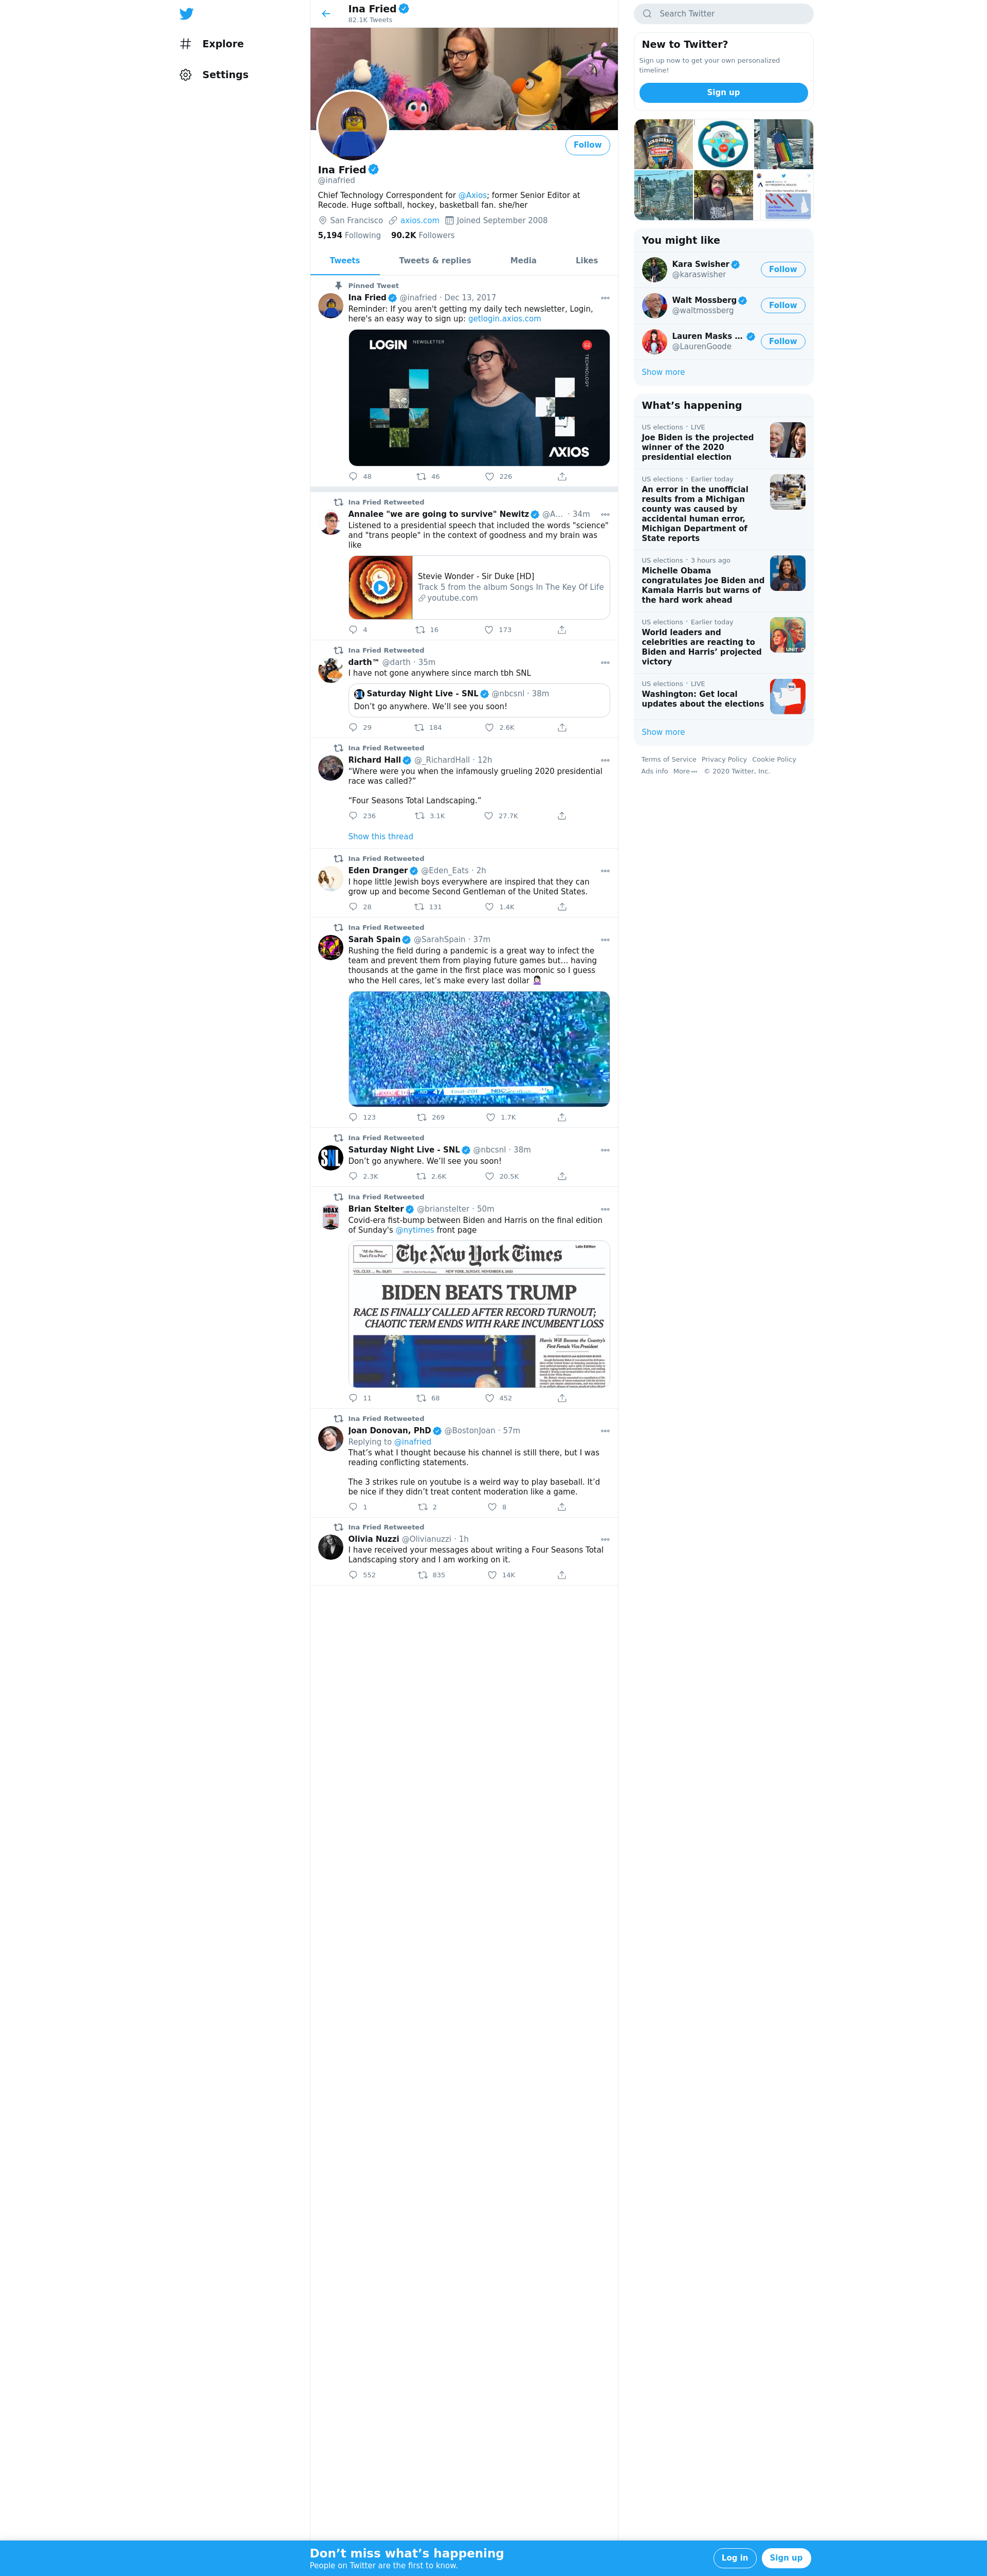 Ina Fried
82.1K Tweets
Explore
Settings
Follow
Ina Fried
@inafried
Chief Technology Correspondent for @Axios; former Senior Editor at
Recode. Huge softball, hockey, basketball fan. she/her
San Francisco axios.com Joined September 2008
5,194 Following 90.2K Followers
Tweets Tweets & replies Media Likes
Pinned Tweet
Ina Fried @inafried · Dec 13, 2017
Reminder: If you aren't getting my daily tech newsletter, Login,
here's an easy way to sign up: getlogin.axios.com
LOGIN NEWSLETTER
TECHNOLOGY
AXIOS
48 46 226
Ina Fried Retweeted
Annalee "we are going to survive" Newitz @A… · 34m
Listened to a presidential speech that included the words "science"
and "trans people" in the context of goodness and my brain was
like
Stevie Wonder - Sir Duke [HD]
Track 5 from the album Songs In The Key Of Life
youtube.com
4 16 173
Ina Fried Retweeted
darth™ @darth · 35m
I have not gone anywhere since march tbh SNL
Saturday Night Live - SNL @nbcsnl · 38m
Don’t go anywhere. We’ll see you soon!
29 184 2.6K
Ina Fried Retweeted
Richard Hall @_RichardHall · 12h
“Where were you when the infamously grueling 2020 presidential
race was called?”
“Four Seasons Total Landscaping.”
236 3.1K 27.7K
Show this thread
Ina Fried Retweeted
Eden Dranger @Eden_Eats · 2h
I hope little Jewish boys everywhere are inspired that they can
grow up and become Second Gentleman of the United States.
28 131 1.4K
Ina Fried Retweeted
Sarah Spain @SarahSpain · 37m
Rushing the field during a pandemic is a great way to infect the
team and prevent them from playing future games but… having
thousands at the game in the first place was moronic so I guess
who the Hell cares, let’s make every last dollar 🤷🏻‍♀️
47
123 269 1.7K
Ina Fried Retweeted
SNL
Saturday Night Live - SNL @nbcsnl · 38m
Don’t go anywhere. We’ll see you soon!
2.3K 2.6K 20.5K
Ina Fried Retweeted
HOAX
Brian Stelter @brianstelter · 50m
Covid-era fist-bump between Biden and Harris on the final edition
of Sunday's @nytimes front page
"All the News
That's Fit to Print"
The New York Times
Late Edition
BIDEN BEATS TRUMP
RACE IS FINALLY CALLED AFTER RECORD TURNOUT;
CHAOTIC TERM ENDS WITH RARE INCUMBENT LOSS
Harris Will Become the Country's
First Female Vice President
11 68 452
Ina Fried Retweeted
Joan Donovan, PhD @BostonJoan · 57m
Replying to @inafried
That’s what I thought because his channel is still there, but I was
reading conflicting statements.
The 3 strikes rule on youtube is a weird way to play baseball. It’d
be nice if they didn’t treat content moderation like a game.
1 2 8
Ina Fried Retweeted
Olivia Nuzzi @Olivianuzzi · 1h
I have received your messages about writing a Four Seasons Total
Landscaping story and I am working on it.
552 835 14K
Search Twitter
New to Twitter?
Sign up now to get your own personalized
timeline!
Sign up
You might like
Kara Swisher
@karaswisher
Follow
Walt Mossberg
@waltmossberg
Follow
Lauren Masks …
@LaurenGoode
Follow
Show more
What’s happening
US elections · LIVE
Joe Biden is the projected
winner of the 2020
presidential election
US elections · Earlier today
An error in the unofficial
results from a Michigan
county was caused by
accidental human error,
Michigan Department of
State reports
US elections · 3 hours ago
Michelle Obama
congratulates Joe Biden and
Kamala Harris but warns of
the hard work ahead
US elections · Earlier today
World leaders and
celebrities are reacting to
Biden and Harris’ projected
victory
US elections · LIVE
Washington: Get local
updates about the elections
Show more
Terms of Service Privacy Policy Cookie Policy
Ads info More © 2020 Twitter, Inc.
Don’t miss what’s happening
People on Twitter are the first to know.
Log in
Sign up